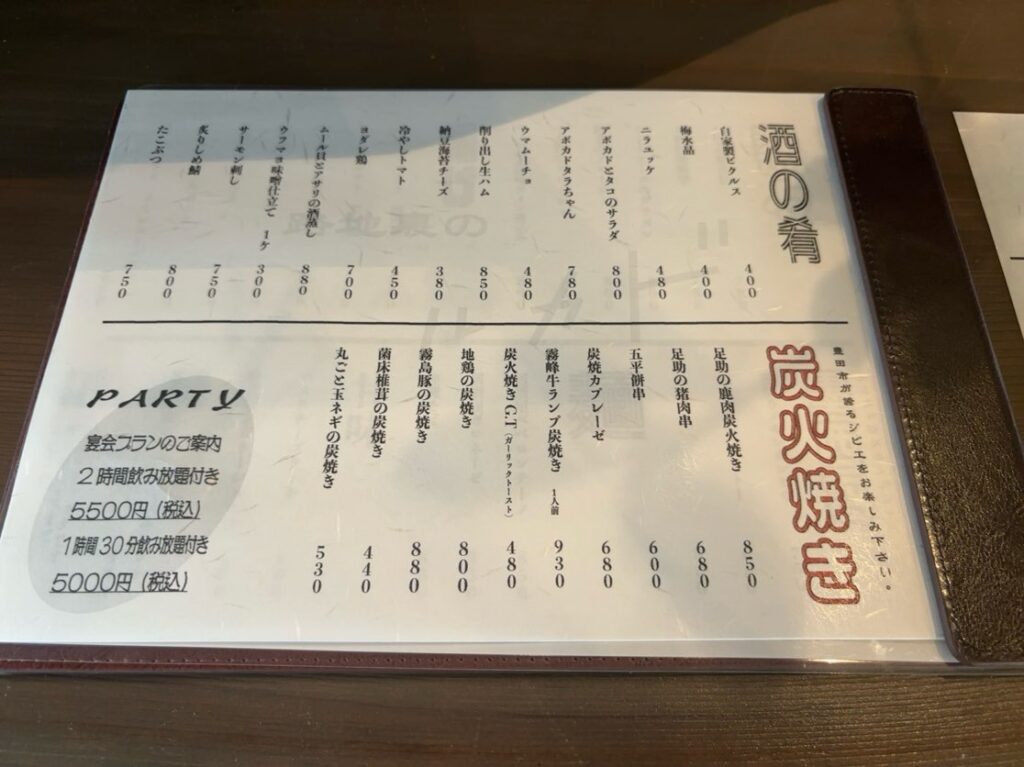 酒の肴
自家製ピクルス 400
梅水晶 400
ニラユッケ 480
アボカドとタコのサラダ 800
アボカドタラちゃん 780
ウマムーチョ 480
削り出し生ハム 850
納豆海苔チーズ 380
冷やしトマト 450
ヨダレ鶏 700
ムール貝とアサリの酒蒸し 880
ウフマヨ味噌仕立て 1ケ 300
サーモン刺し 750
炙りしめ鯖 800
たこぶつ 750
豊田市が誇るジビエをお楽しみ下さい。
炭火焼き
足助の鹿肉炭火焼き 850
足助の猪肉串 680
五平餅串 600
炭焼カプレーゼ 680
霧峰牛ランプ炭焼き 1人前 930
炭火焼きG.T(ガーリックトースト) 480
地鶏の炭焼き 800
霧島豚の炭焼き 880
菌床椎茸の炭焼き 440
丸ごと玉ネギの炭焼き 530
PARTY
宴会プランのご案内
2時間飲み放題付き
5500円(税込)
1時間30分飲み放題付き
5000円(税込)